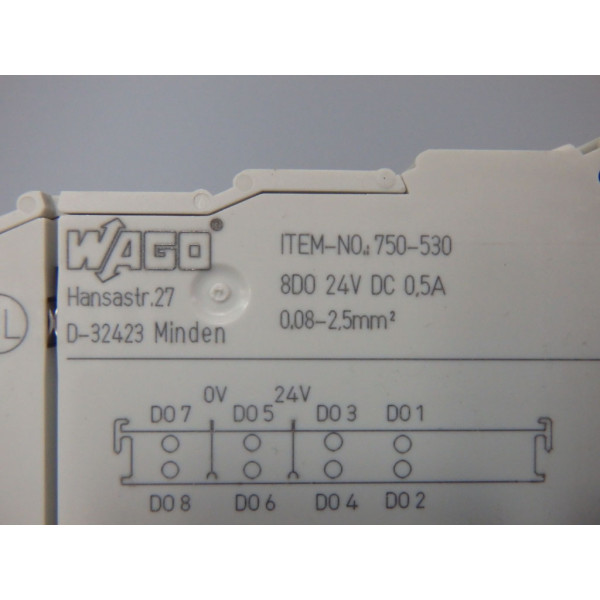 WAGO®
Hansastr.27
D-32423 Minden
ITEM-NO.: 750-530
8DO 24V DC 0,5A
0,08-2,5mm²
L
0V 24V
DO 7 DO 5 DO 3 DO 1
DO 8 DO 6 DO 4 DO 2